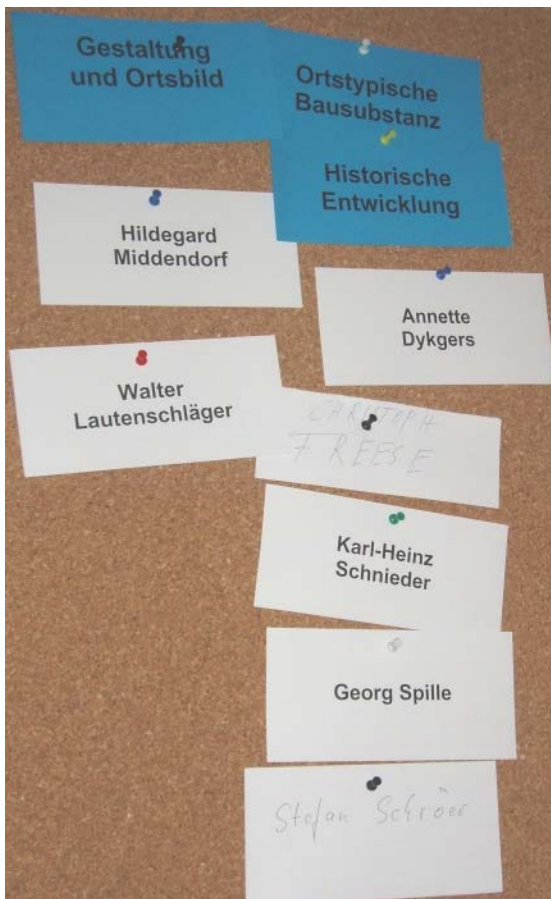 Gestaltung
und Ortsbild
Ortstypische
Bausubstanz
Historische
Entwicklung
Hildegard
Middendorf
Annette
Dykgers
Walter
Lautenschläger
CHRISTOPH
FREESE
Karl-Heinz
Schnieder
Georg Spille
Stefan Schröer